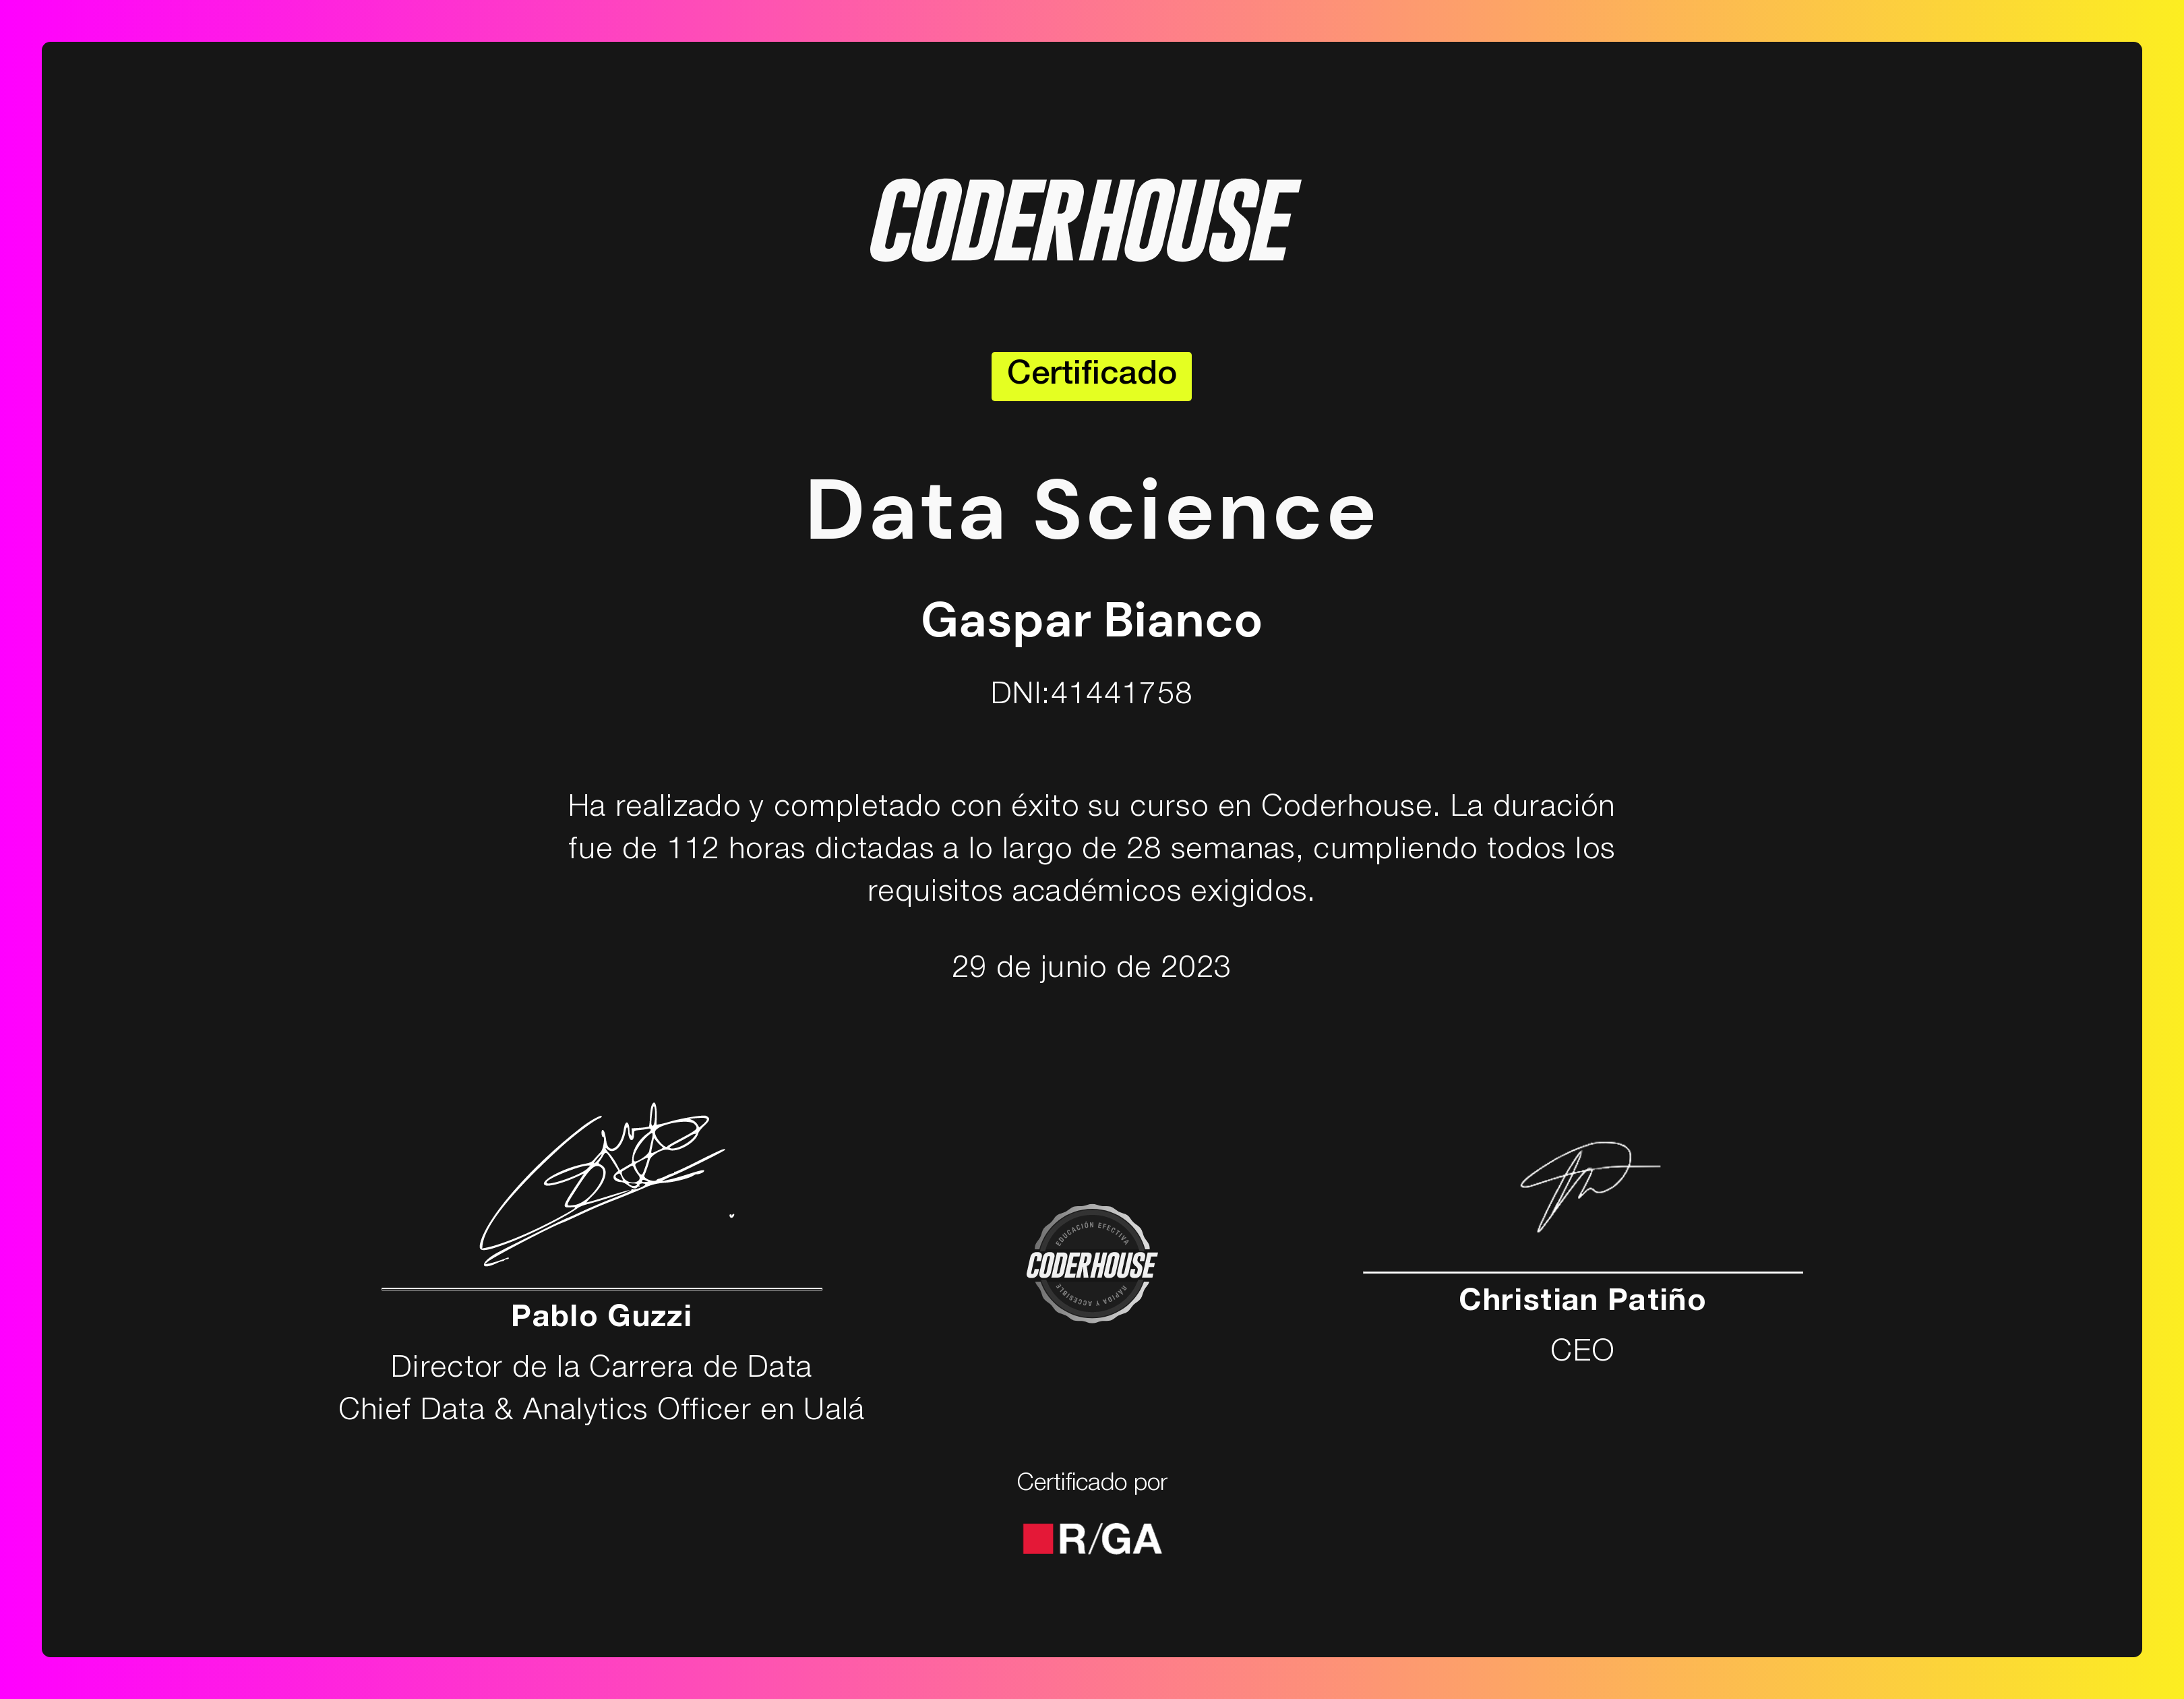 CODERHOUSE
Certificado
Data Science
Gaspar Bianco
DNI:41441758
Ha realizado y completado con éxito su curso en Coderhouse. La duración
fue de 112 horas dictadas a lo largo de 28 semanas, cumpliendo todos los
requisitos académicos exigidos.
29 de junio de 2023
Pablo Guzzi
Director de la Carrera de Data
Chief Data & Analytics Officer en Ualá
EDUCACIÓN EFECTIVA
CODERHOUSE
RAPIDA Y ACCESIBLE
Christian Patiño
CEO
Certificado por
R/GA